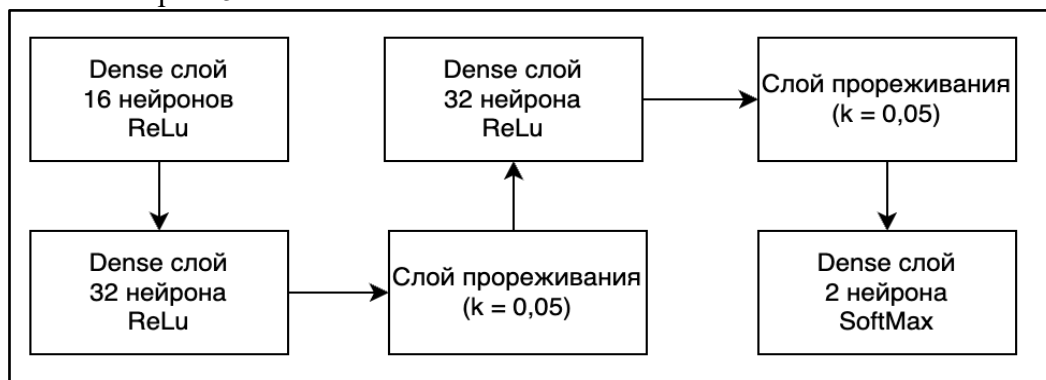 Dense слой
16 нейронов
ReLu
Dense слой
32 нейрона
ReLu
Слой прореживания
(k = 0,05)
Dense слой
32 нейрона
ReLu
Слой прореживания
(k = 0,05)
Dense слой
2 нейрона
SoftMax